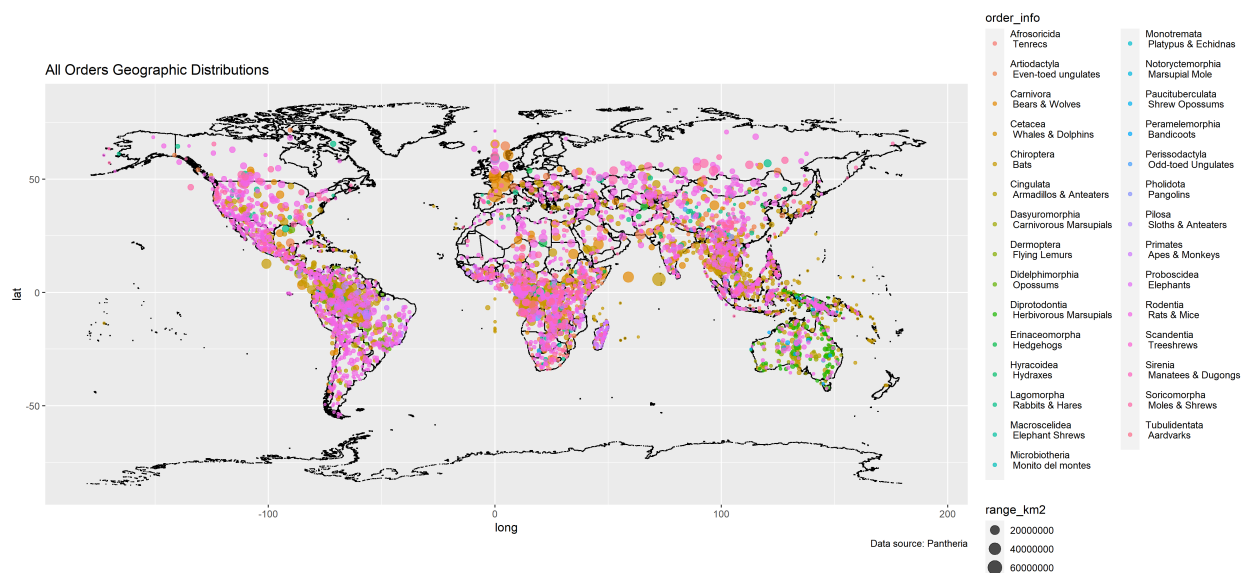 All Orders Geographic Distributions
lat
50
0
-50
-100
0
100
200
long
Data source: Pantheria
order_info
Afrosoricida
Tenrecs
Artiodactyla
Even-toed ungulates
Carnivora
Bears & Wolves
Cetacea
Whales & Dolphins
Chiroptera
Bats
Cingulata
Armadillos & Anteaters
Dasyuromorphia
Carnivorous Marsupials
Dermoptera
Flying Lemurs
Didelphimorphia
Opossums
Diprotodontia
Herbivorous Marsupials
Erinaceomorpha
Hedgehogs
Hyracoidea
Hydraxes
Lagomorpha
Rabbits & Hares
Macroscelidea
Elephant Shrews
Microbiotheria
Monito del montes
Monotremata
Platypus & Echidnas
Notoryctemorphia
Marsupial Mole
Paucituberculata
Shrew Opossums
Peramelemorphia
Bandicoots
Perissodactyla
Odd-toed Ungulates
Pholidota
Pangolins
Pilosa
Sloths & Anteaters
Primates
Apes & Monkeys
Proboscidea
Elephants
Rodentia
Rats & Mice
Scandentia
Treeshrews
Sirenia
Manatees & Dugongs
Soricomorpha
Moles & Shrews
Tubulidentata
Aardvarks
range_km2
20000000
40000000
60000000